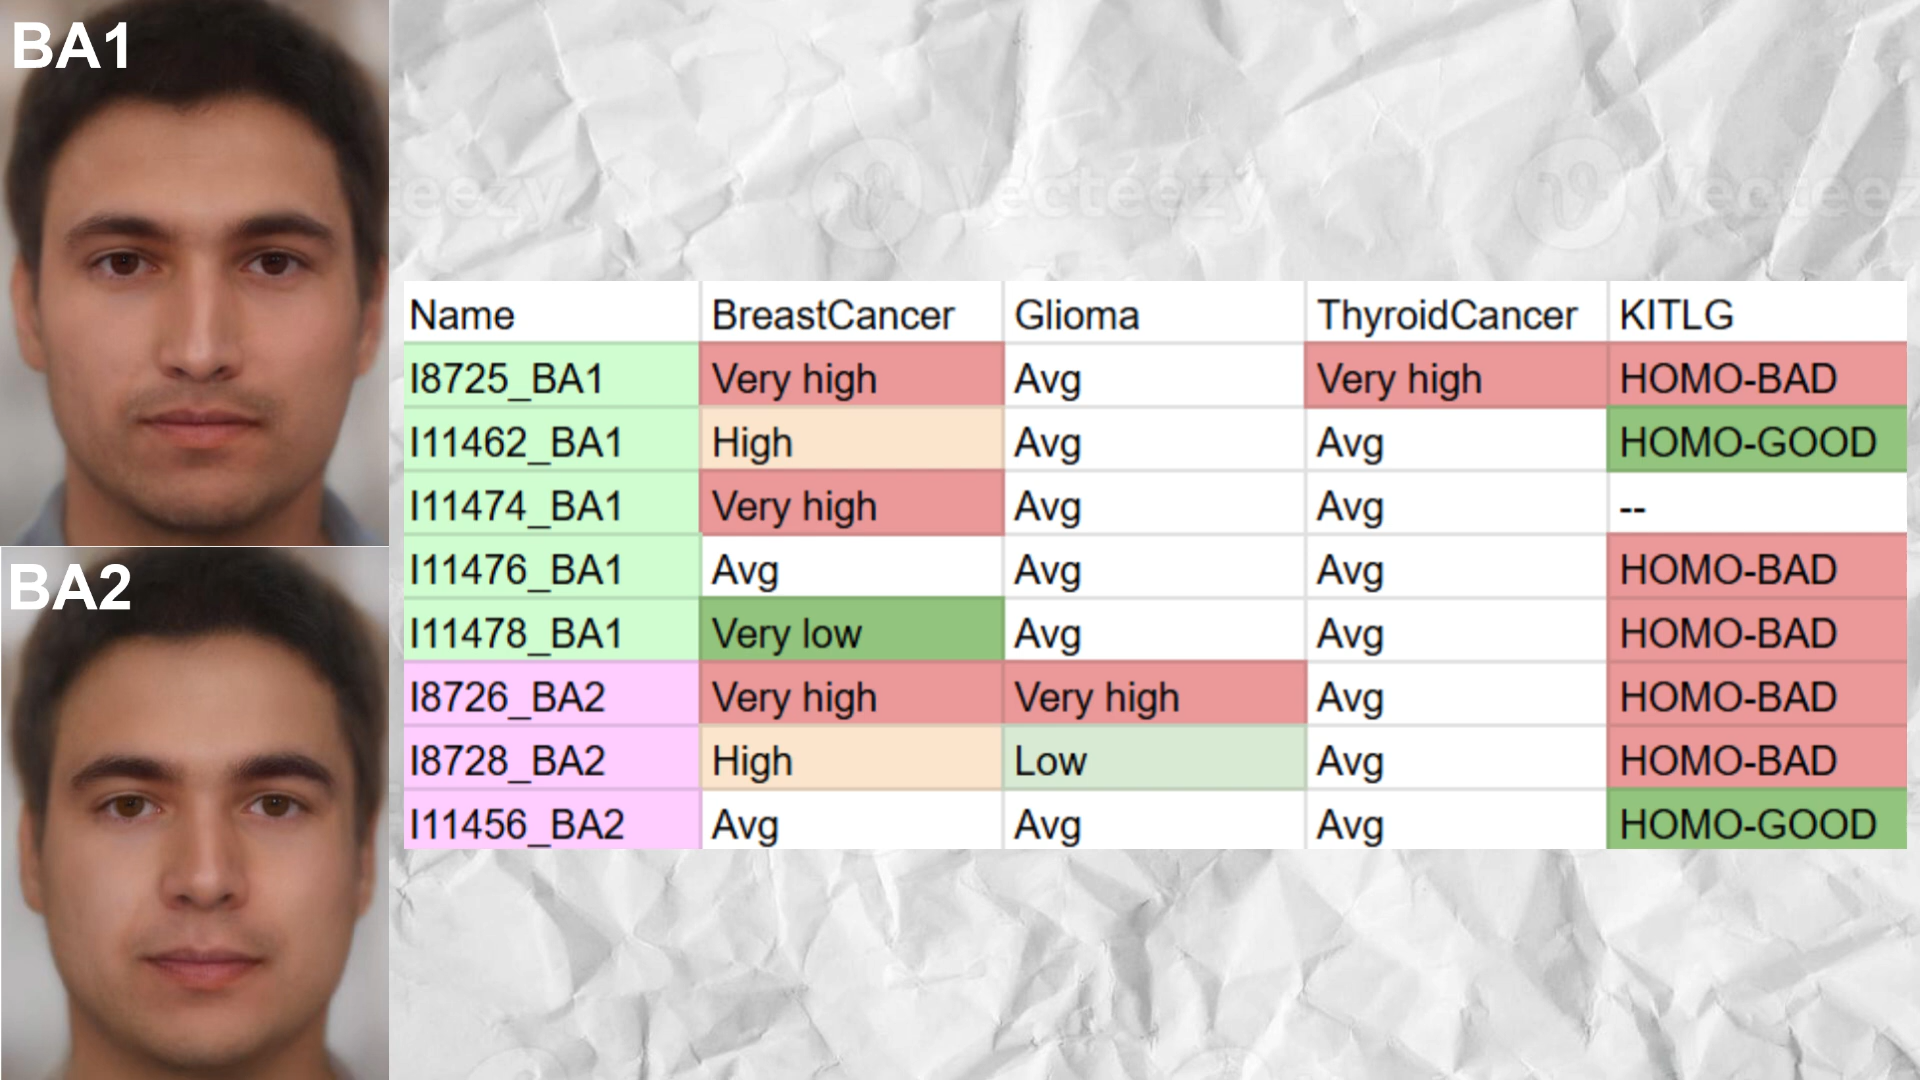 BA1
BA2
teezy
Vecteezy
Vecteez
Name BreastCancer Glioma ThyroidCancer KITLG
I8725_BA1 Very high Avg Very high HOMO-BAD
I11462_BA1 High Avg Avg HOMO-GOOD
I11474_BA1 Very high Avg Avg --
I11476_BA1 Avg Avg Avg HOMO-BAD
I11478_BA1 Very low Avg Avg HOMO-BAD
I8726_BA2 Very high Very high Avg HOMO-BAD
I8728_BA2 High Low Avg HOMO-BAD
I11456_BA2 Avg Avg Avg HOMO-GOOD